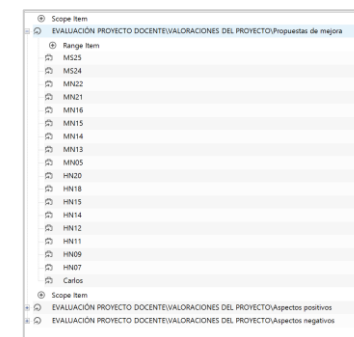 Scope Item
EVALUACIÓN PROYECTO DOCENTE\VALORACIONES DEL PROYECTO\Propuestas de mejora
Range Item
MS25
MS24
MN22
MN21
MN16
MN15
MN14
MN13
MN05
HN20
HN18
HN15
HN14
HN12
HN11
HN09
HN07
Carlos
Scope Item
EVALUACIÓN PROYECTO DOCENTE\VALORACIONES DEL PROYECTO\Aspectos positivos
EVALUACIÓN PROYECTO DOCENTE\VALORACIONES DEL PROYECTO\Aspectos negativos